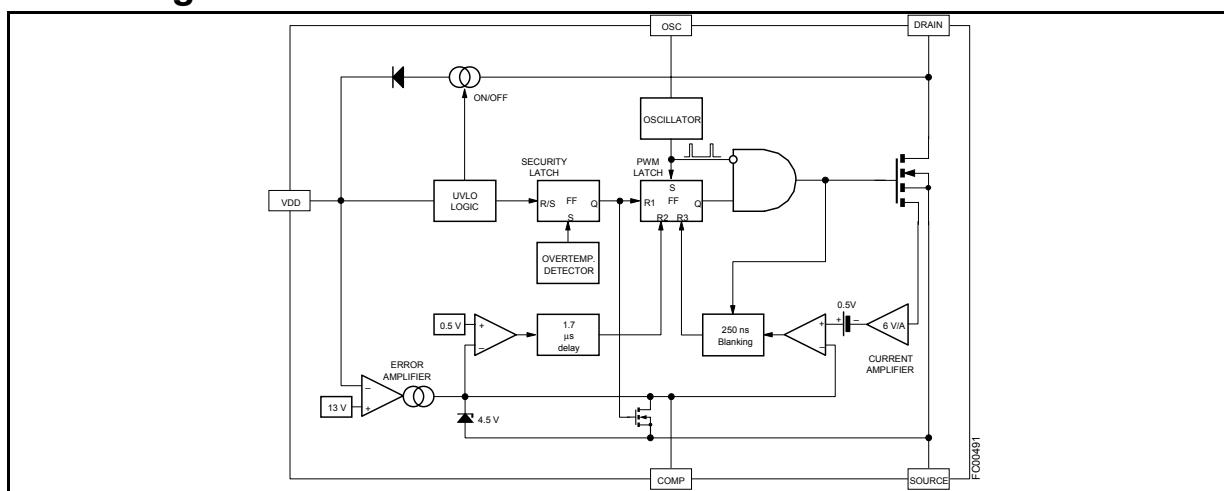 OSC
DRAIN
ON/OFF
OSCILLATOR
SECURITY
LATCH
PWM
LATCH
VDD
UVLO
LOGIC
R/S
FF
S
Q
S
R1
FF
Q
R2 R3
OVERTEMP.
DETECTOR
0.5 V
+
–
1.7
μs
delay
250 ns
Blanking
+
–
0.5V
+
–
6 V/A
CURRENT
AMPLIFIER
ERROR
AMPLIFIER
–
+
13 V
4.5 V
COMP
SOURCE
FC00491